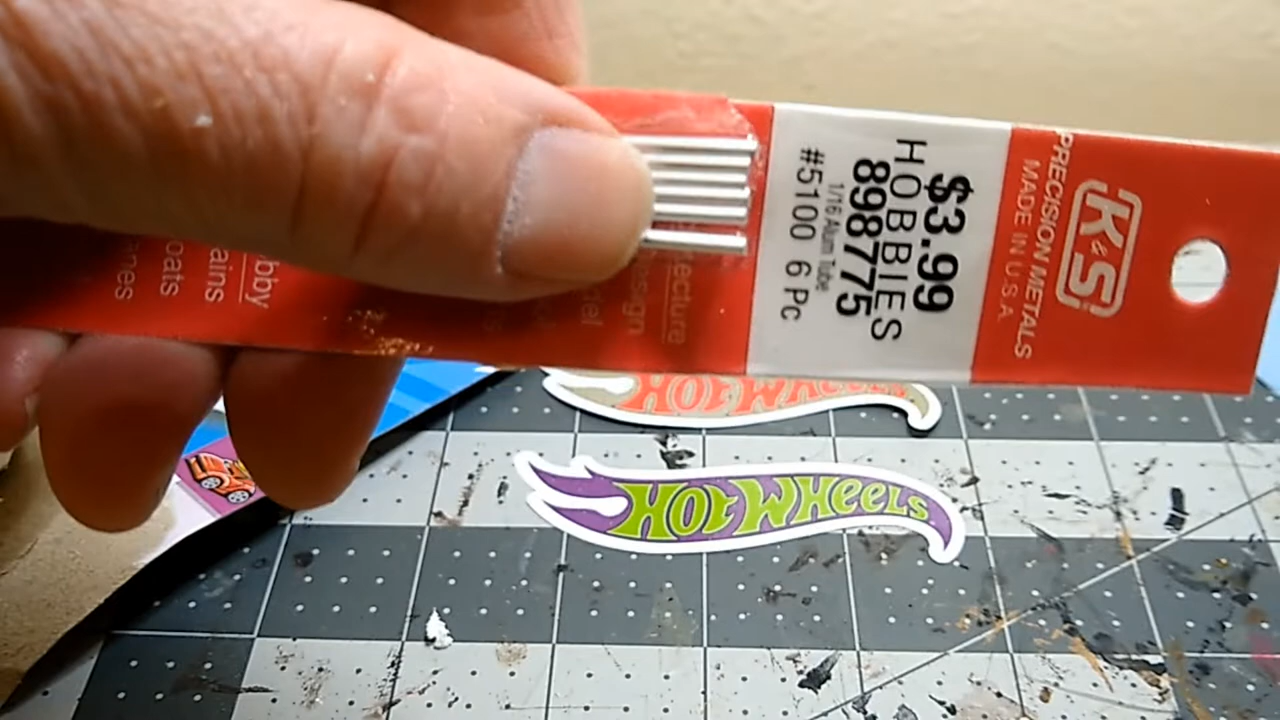 K&S
PRECISION METALS
MADE IN U.S.A.
$3.99
HOBBIES
898775
1/16 Alum Tube
#5100 6 Pc
HOT WHEELS
HOT WHEELS